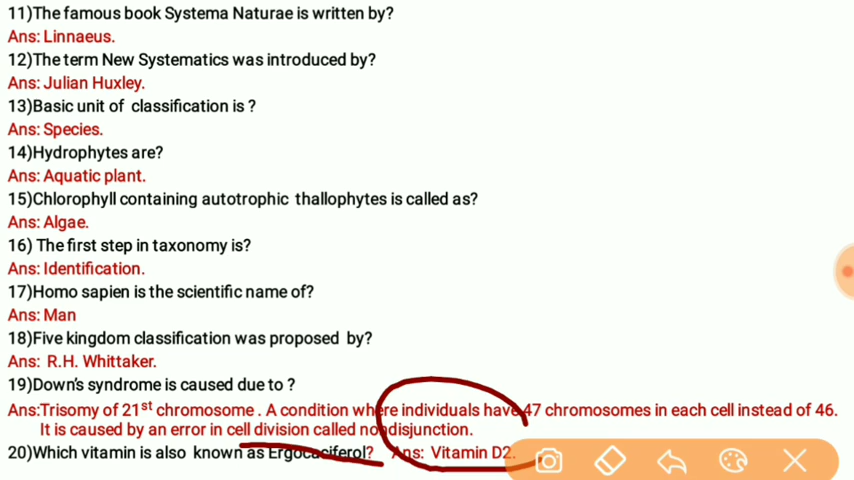 11)The famous book Systema Naturae is written by?
Ans: Linnaeus.
12)The term New Systematics was introduced by?
Ans: Julian Huxley.
13)Basic unit of classification is ?
Ans: Species.
14)Hydrophytes are?
Ans: Aquatic plant.
15)Chlorophyll containing autotrophic thallophytes is called as?
Ans: Algae.
16) The first step in taxonomy is?
Ans: Identification.
17)Homo sapien is the scientific name of?
Ans: Man
18)Five kingdom classification was proposed by?
Ans: R.H. Whittaker.
19)Down's syndrome is caused due to ?
Ans:Trisomy of 21st chromosome . A condition where individuals have 47 chromosomes in each cell instead of 46.
It is caused by an error in cell division called nondisjunction.
20)Which vitamin is also known as Ergocaciferol? Ans: Vitamin D2.